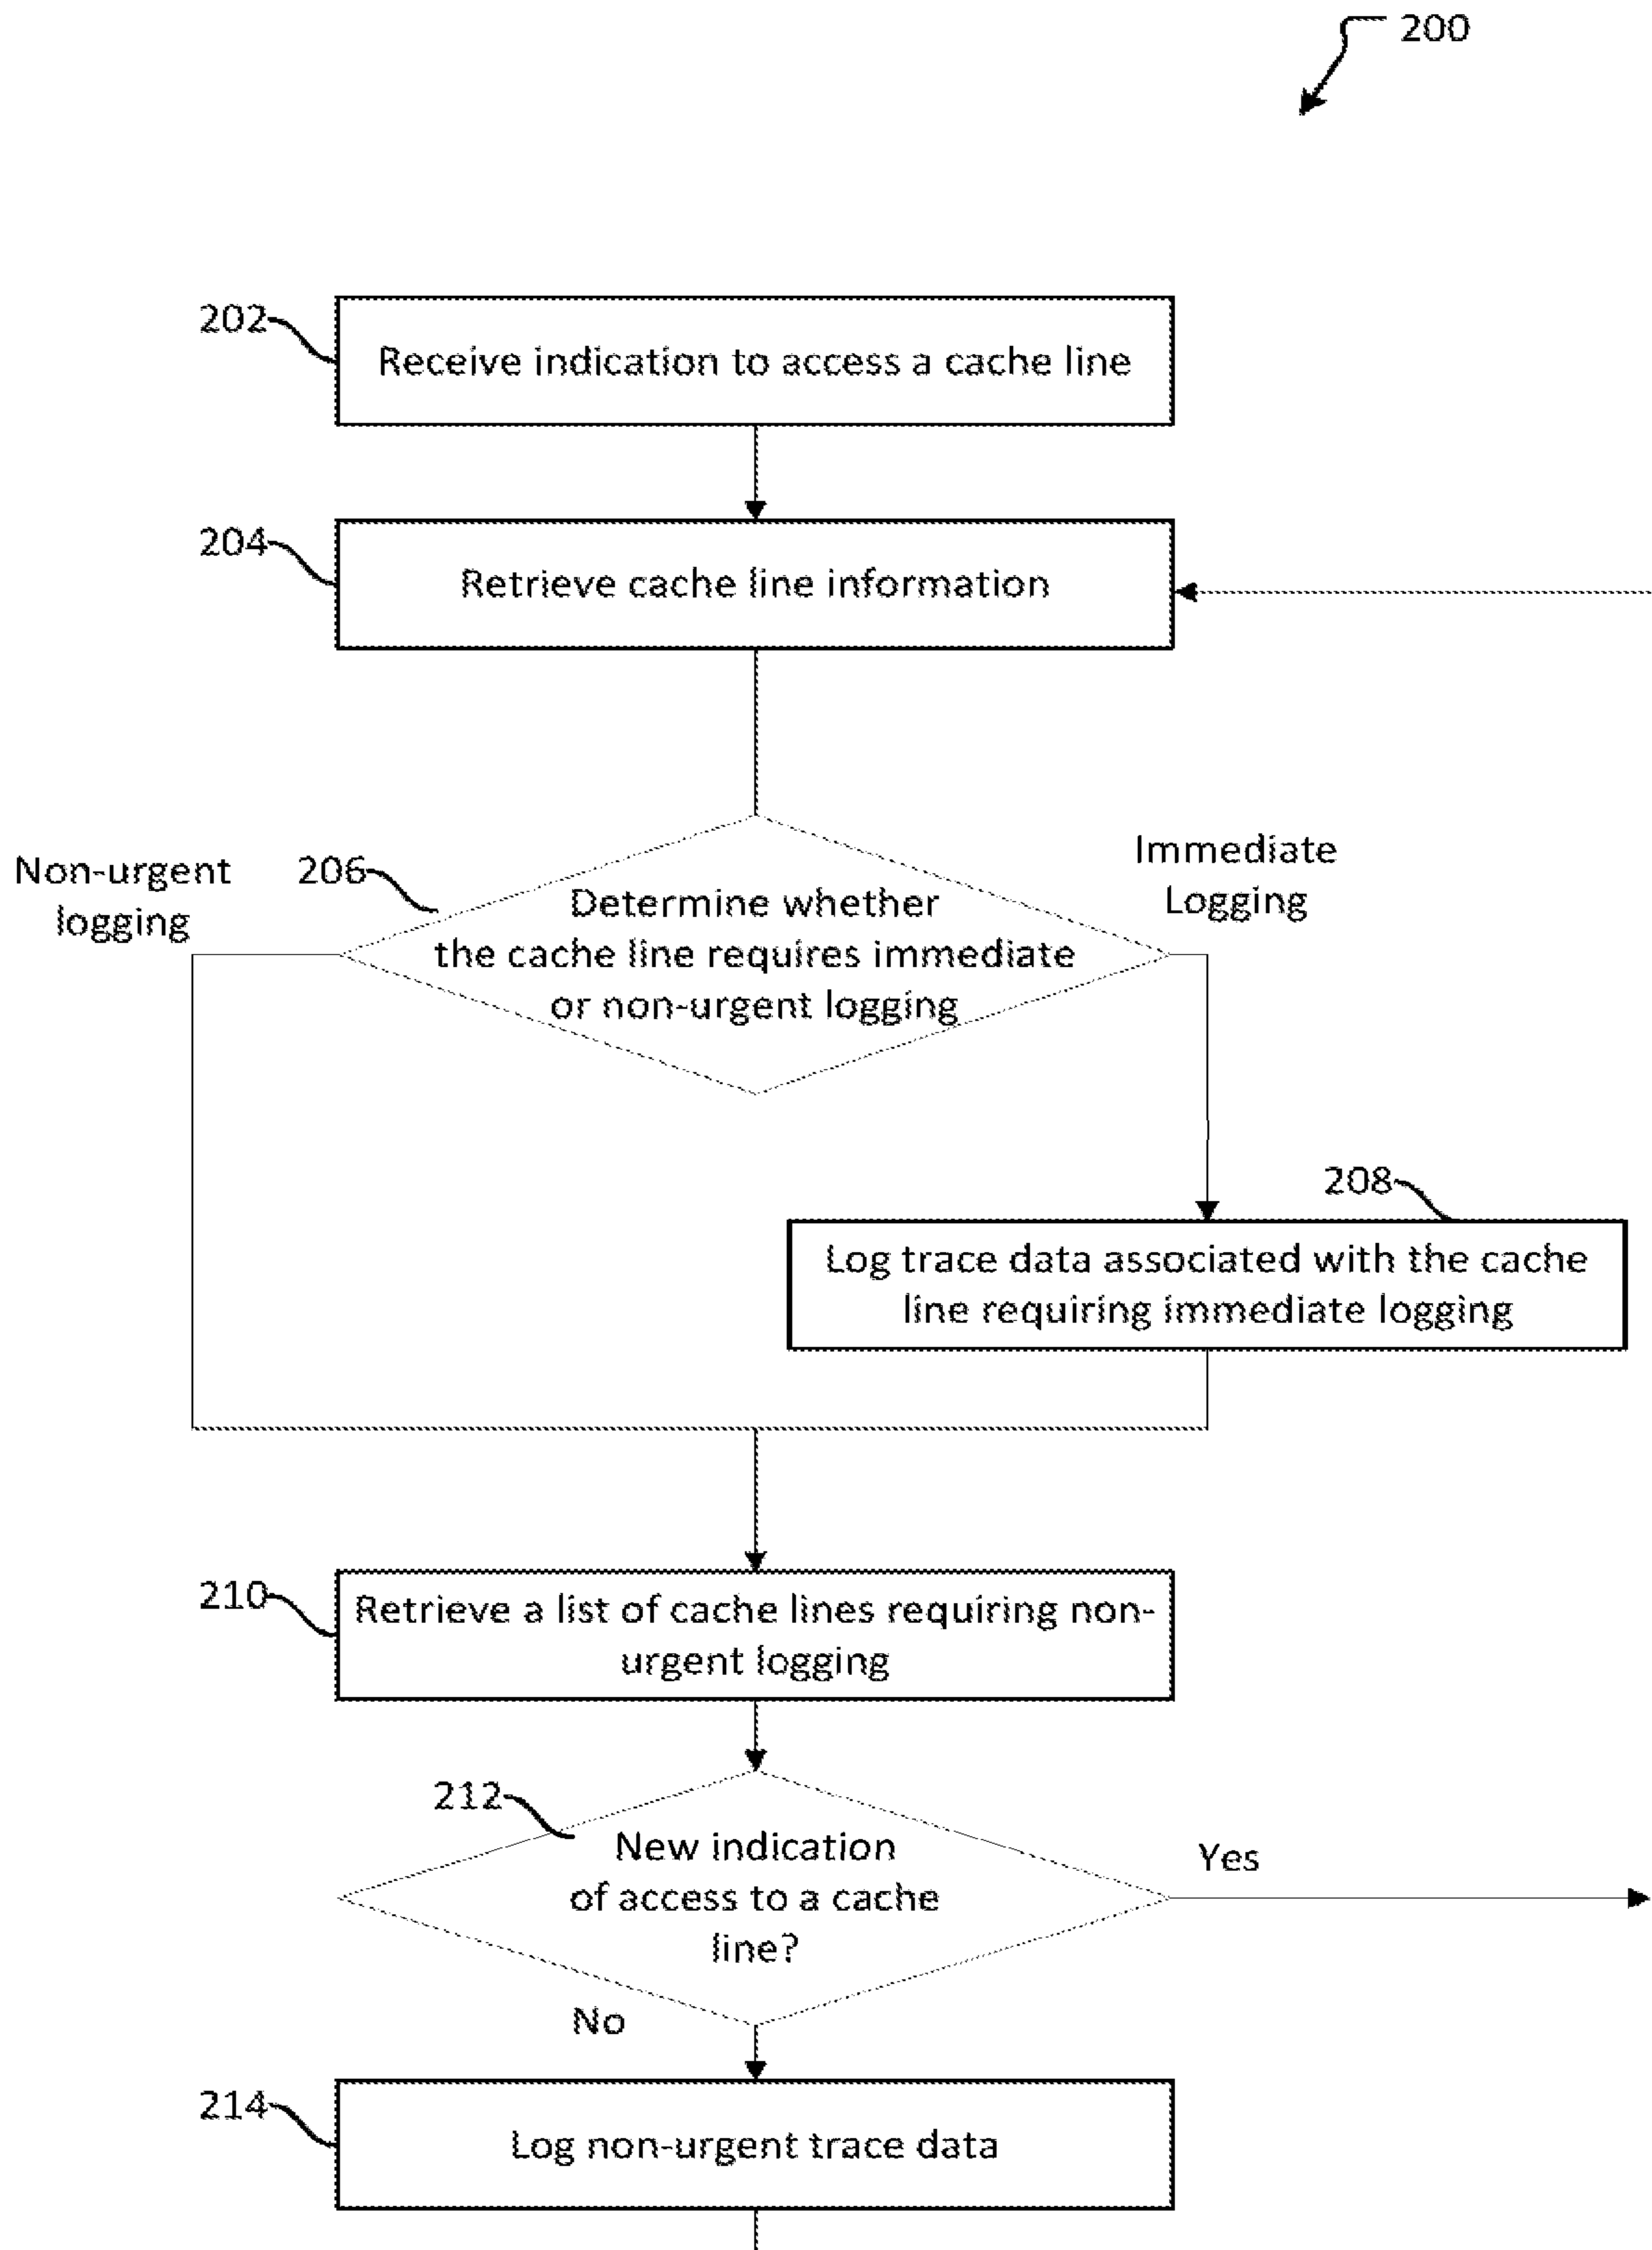 200
202
Receive indication to access a cache line
204
Retrieve cache line information
Non-urgent
logging
206
Determine whether
the cache line requires immediate
or non-urgent logging
Immediate
Logging
208
Log trace data associated with the cache
line requiring immediate logging
210
Retrieve a list of cache lines requiring non-
urgent logging
212
New indication
of access to a cache
line?
Yes
No
214
Log non-urgent trace data